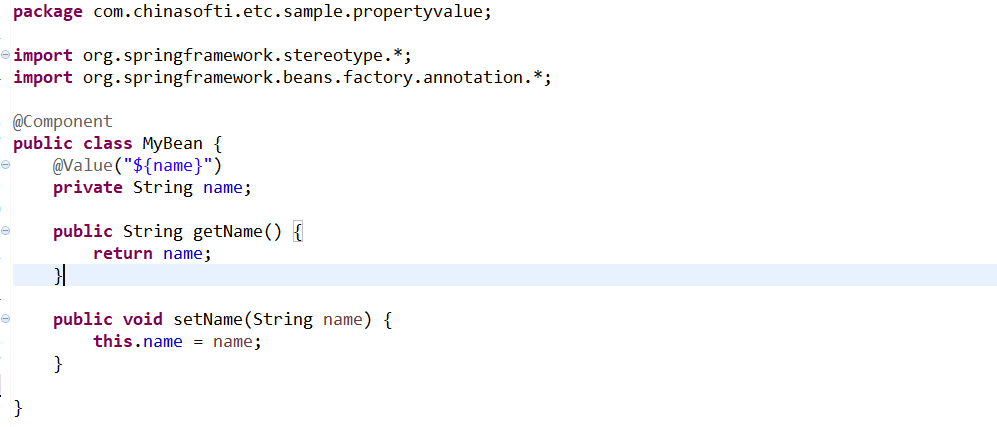 package com.chinasofti.etc.sample.propertyvalue;
import org.springframework.stereotype.*;
import org.springframework.beans.factory.annotation.*;
@Component
public class MyBean {
    @Value("${name}")
    private String name;
    public String getName() {
        return name;
    }
    public void setName(String name) {
        this.name = name;
    }
}